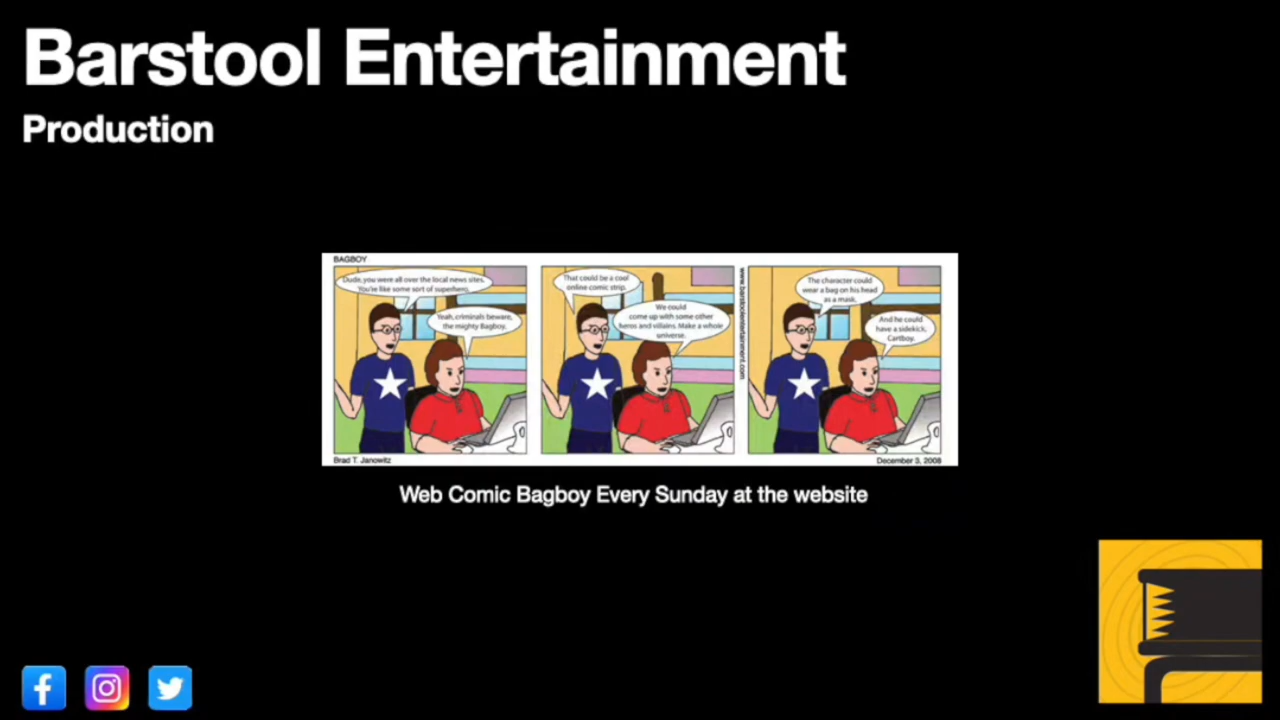 Barstool Entertainment
Production
BAGBOY
Dude, you were all over the local news sites.
You're like some sort of superhero.
Yeah, criminals beware,
the mighty Bagboy.
That could be a cool
online comic strip.
We could
come up with some other
heros and villains. Make a whole
universe.
www.barstoolentertainment.com
The character could
wear a bag on his head
as a mask.
And he could
have a sidekick,
Cartboy.
Brad T. Janowitz
December 3, 2008
Web Comic Bagboy Every Sunday at the website